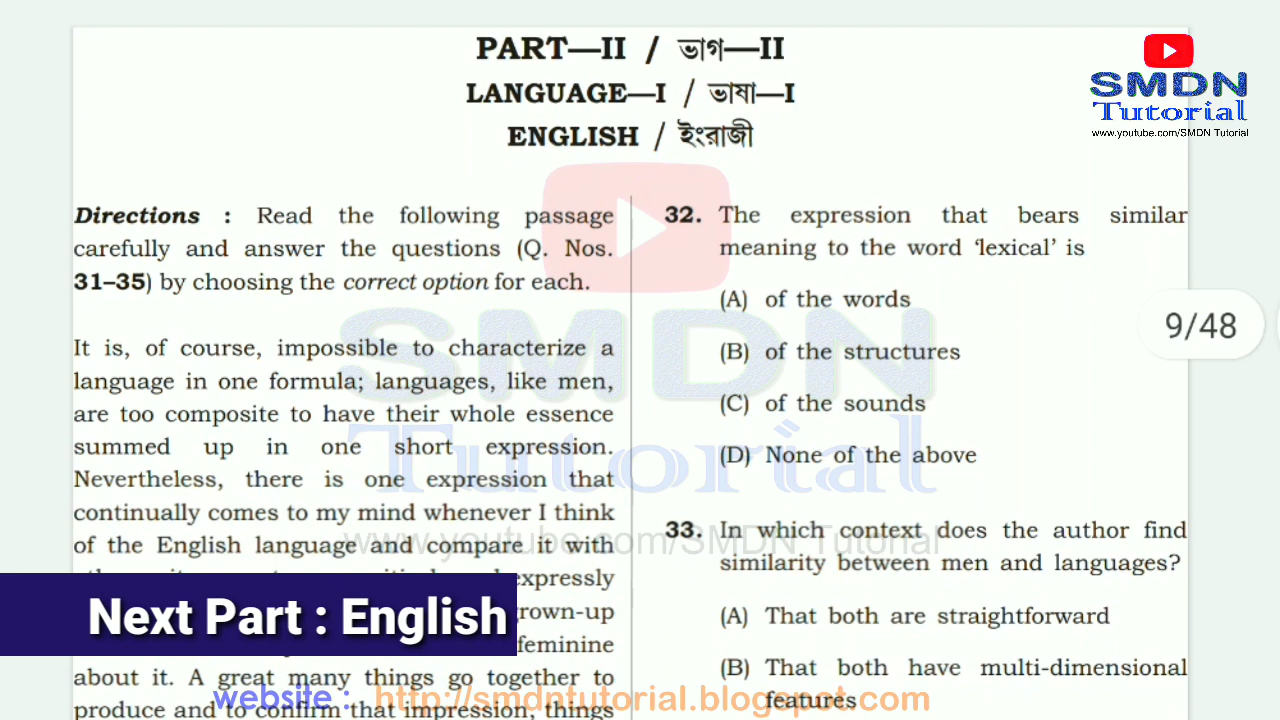 PART—II / ভাগ—II
LANGUAGE—I / ভাষা—I
ENGLISH / ইংরাজী
SMDN
Tutorial
www.youtube.com/SMDN Tutorial
Directions : Read the following passage
carefully and answer the questions (Q. Nos.
31–35) by choosing the correct option for each.
It is, of course, impossible to characterize a
language in one formula; languages, like men,
are too composite to have their whole essence
summed up in one short expression.
Nevertheless, there is one expression that
continually comes to my mind whenever I think
of the English language and compare it with
expressly
grown-up
feminine
about it. A great many things go together to
produce and to confirm that impression, things
32. The expression that bears similar
meaning to the word ‘lexical’ is
(A) of the words
(B) of the structures
(C) of the sounds
(D) None of the above
33. In which context does the author find
similarity between men and languages?
(A) That both are straightforward
(B) That both have multi-dimensional
features
9/48
SMDN
Tutorial
www.youtube.com/SMDN Tutorial
Next Part : English
website : http://smdntutorial.blogspot.com